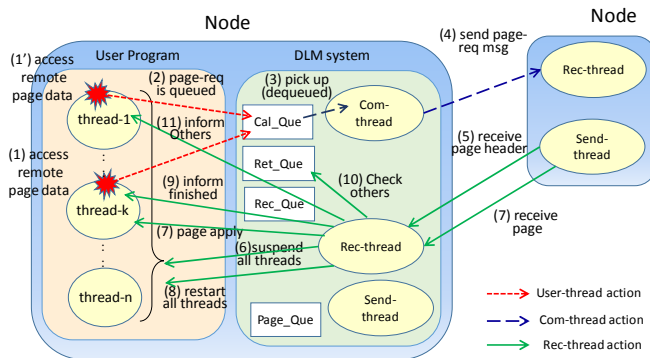 Node
Node
User Program
DLM system
(4) send page-
req msg
(1') access
remote
page data
(2) page-req
is queued
(3) pick up
(dequeued)
Com-
thread
Rec-thread
thread-1
Cal_Que
(11) inform
Others
(5) receive
page header
Send-
thread
(1) access
remote
page data
Ret_Que
(9) inform
finished
(10) Check
others
Rec_Que
thread-k
(7) page apply
Rec-thread
(7) receive
page
(6)suspend
all threads
thread-n
(8) restart
all threads
Send-
thread
Page_Que
User-thread action
Com-thread action
Rec-thread action